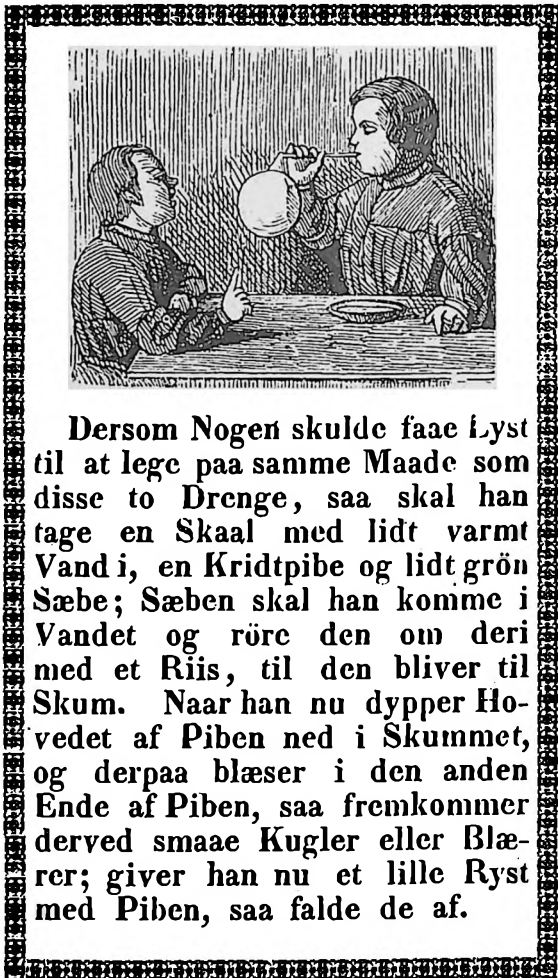 Dersom Nogen skulde faae Lyst
til at lege paa samme Maade som
disse to Drenge, saa skal han
tage en Skaal med lidt varmt
Vand i, en Kridtpibe og lidt grön
Sæbe; Sæben skal han komme i
Vandet og röre den om deri
med et Riis, til den bliver til
Skum. Naar han nu dypper Ho-
vedet af Piben ned i Skummet,
og derpaa blæser i den anden
Ende af Piben, saa fremkommer
derved smaae Kugler eller Blæ-
rer; giver han nu et lille Ryst
med Piben, saa falde de af.